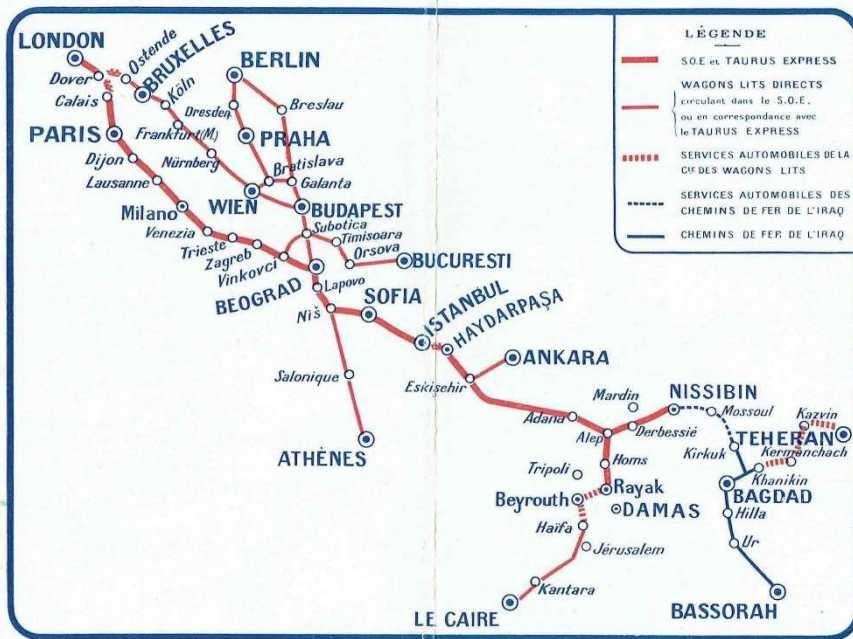 LONDON
Dover
Ostende
BRUXELLES
Calais
Köln
BERLIN
Dresden
Breslau
PARIS
Frankfurt(M.)
PRAHA
Dijon
Nürnberg
Bratislava
Lausanne
Galanta
WIEN
Milano
BUDAPEST
Venezia
Subotica
Trieste
Timisoara
Zagreb
Orsova
Vinkovci
BUCURESTI
BEOGRAD
Lapovo
Niš
SOFIA
ISTANBUL
HAYDARPAŞA
Salonique
ANKARA
Eskişehir
ATHÈNES
Adana
Mardin
NISSIBIN
Alep
Derbessié
Mossoul
Kazvin
TEHERAN
Kirkuk
Kermanchach
Homs
Khanikin
Tripoli
Rayak
BAGDAD
Beyrouth
DAMAS
Hilla
Haïfa
Jérusalem
Ur
Kantara
LE CAIRE
BASSORAH
LÉGENDE
S.O.E et TAURUS EXPRESS
WAGONS LITS DIRECTS
circulant dans le S.O.E.
ou en correspondance avec
le TAURUS EXPRESS
SERVICES AUTOMOBILES DE LA
Cie DES WAGONS LITS
SERVICES AUTOMOBILES DES
CHEMINS DE FER DE L'IRAQ
CHEMINS DE FER DE L'IRAQ